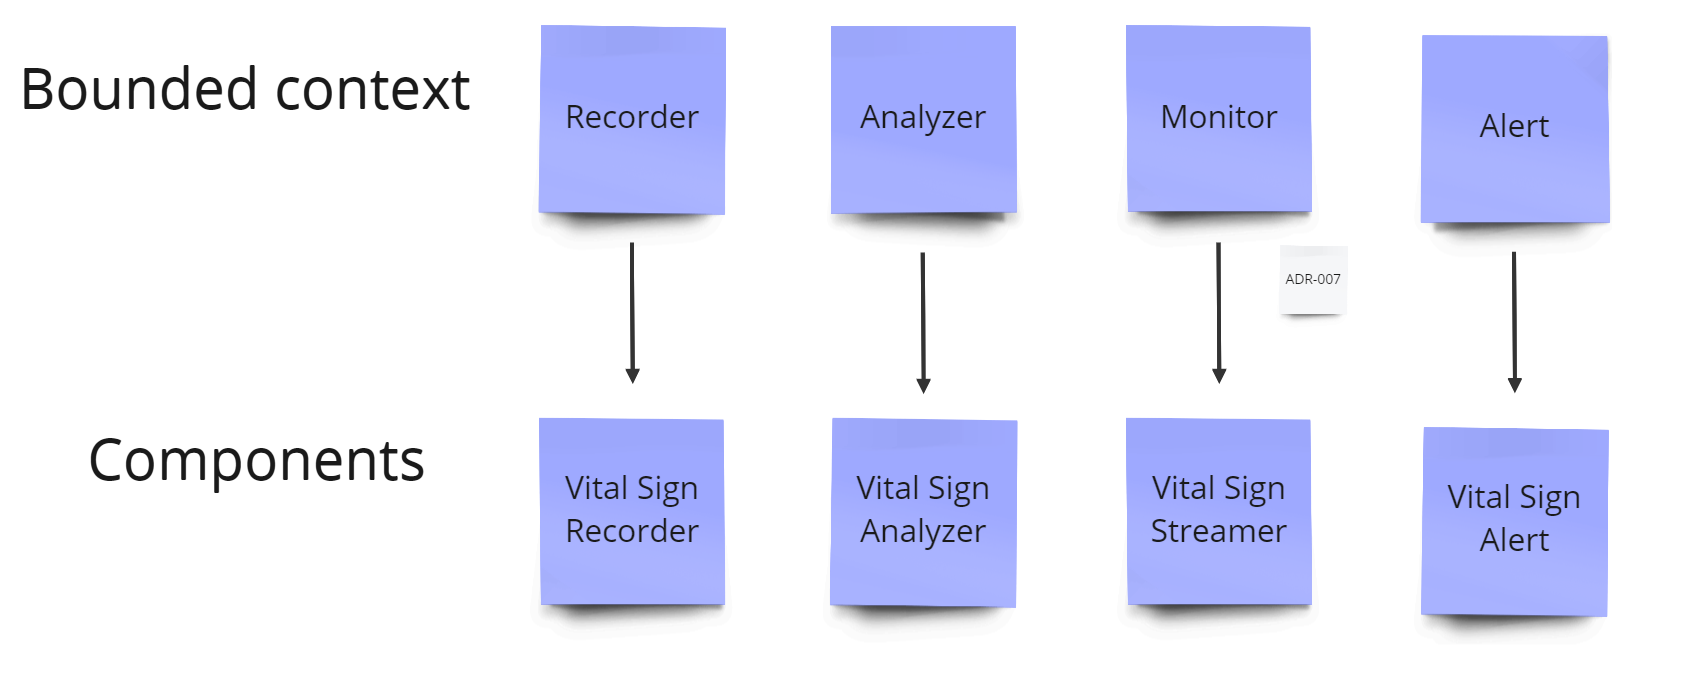 Bounded context
Recorder
Analyzer
Monitor
Alert
ADR-007
Components
Vital Sign
Recorder
Vital Sign
Analyzer
Vital Sign
Streamer
Vital Sign
Alert